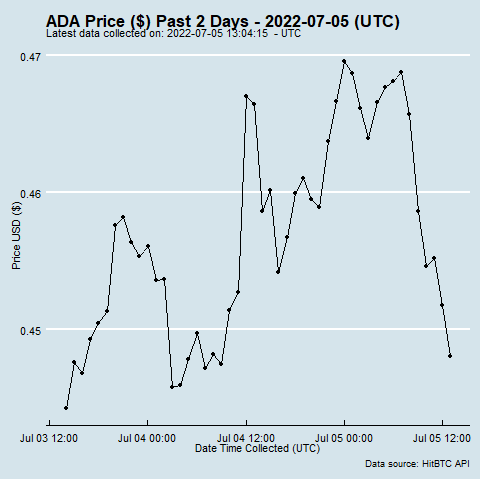 ADA Price ($) Past 2 Days - 2022-07-05 (UTC)
Latest data collected on: 2022-07-05 13:04:15  - UTC
0.47
0.46
0.45
Price USD ($)
Jul 03 12:00
Jul 04 00:00
Jul 04 12:00
Jul 05 00:00
Jul 05 12:00
Date Time Collected (UTC)
Data source: HitBTC API